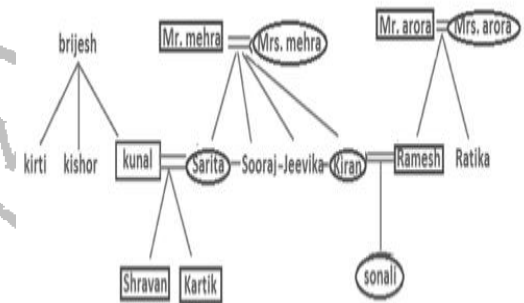 Mr. mehra Mrs. mehra Mr. arora Mrs. arora
brijesh
kirti kishor kunal Sarita Sooraj Jeevika Kiran Ramesh Ratika
Shravan Kartik sonali